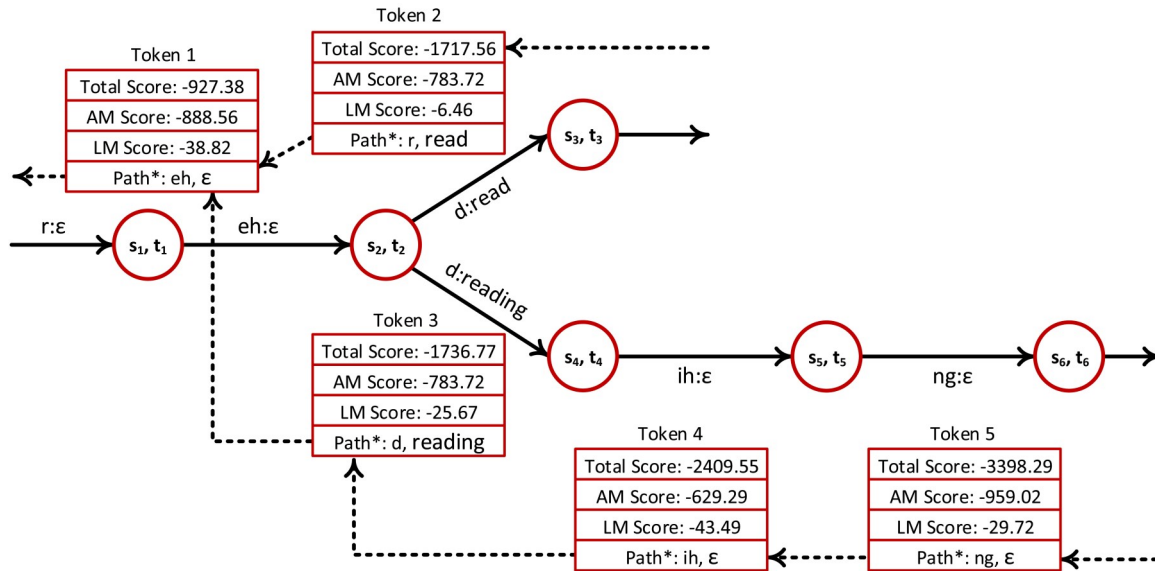 Token 1
Total Score: -927.38
AM Score: -888.56
LM Score: -38.82
Path*: eh, ε
Token 2
Total Score: -1717.56
AM Score: -783.72
LM Score: -6.46
Path*: r, read
r:ε
s1, t1
eh:ε
s2, t2
d:read
s3, t3
d:reading
s4, t4
ih:ε
s5, t5
ng:ε
s6, t6
Token 3
Total Score: -1736.77
AM Score: -783.72
LM Score: -25.67
Path*: d, reading
Token 4
Total Score: -2409.55
AM Score: -629.29
LM Score: -43.49
Path*: ih, ε
Token 5
Total Score: -3398.29
AM Score: -959.02
LM Score: -29.72
Path*: ng, ε